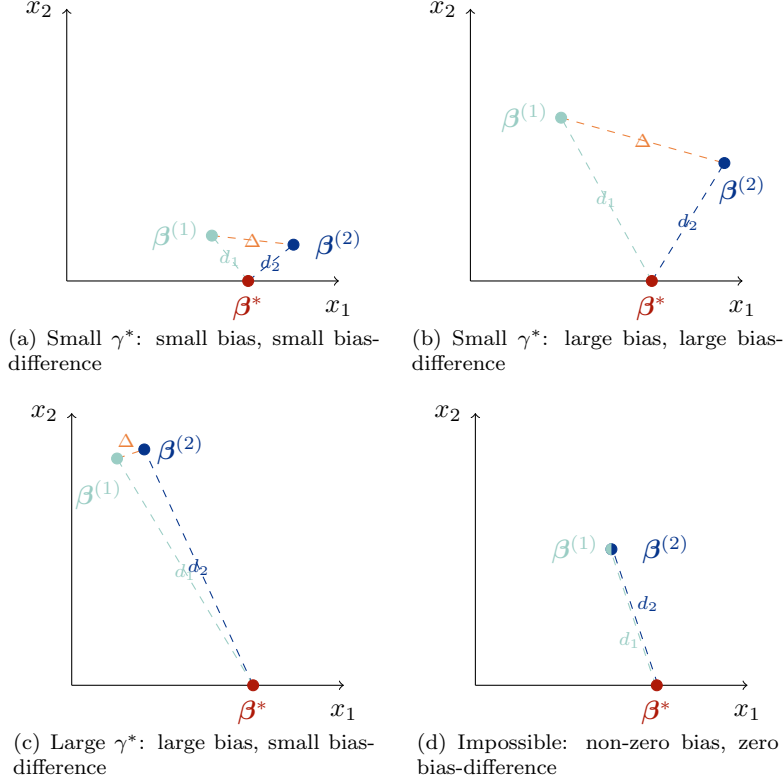 x₂
β⁽¹⁾
Δ
β⁽²⁾
d₁
d₂
β*
x₁
(a) Small γ*: small bias, small bias-
difference
x₂
β⁽¹⁾
Δ
β⁽²⁾
d₁
d₂
β*
x₁
(b) Small γ*: large bias, large bias-
difference
x₂
Δ
β⁽²⁾
β⁽¹⁾
d₁
d₂
β*
x₁
(c) Large γ*: large bias, small bias-
difference
x₂
β⁽¹⁾
β⁽²⁾
d₂
d₁
β*
x₁
(d) Impossible: non-zero bias, zero
bias-difference